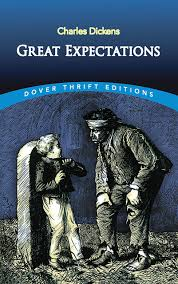 Charles Dickens
GREAT EXPECTATIONS
DOVER THRIFT EDITIONS